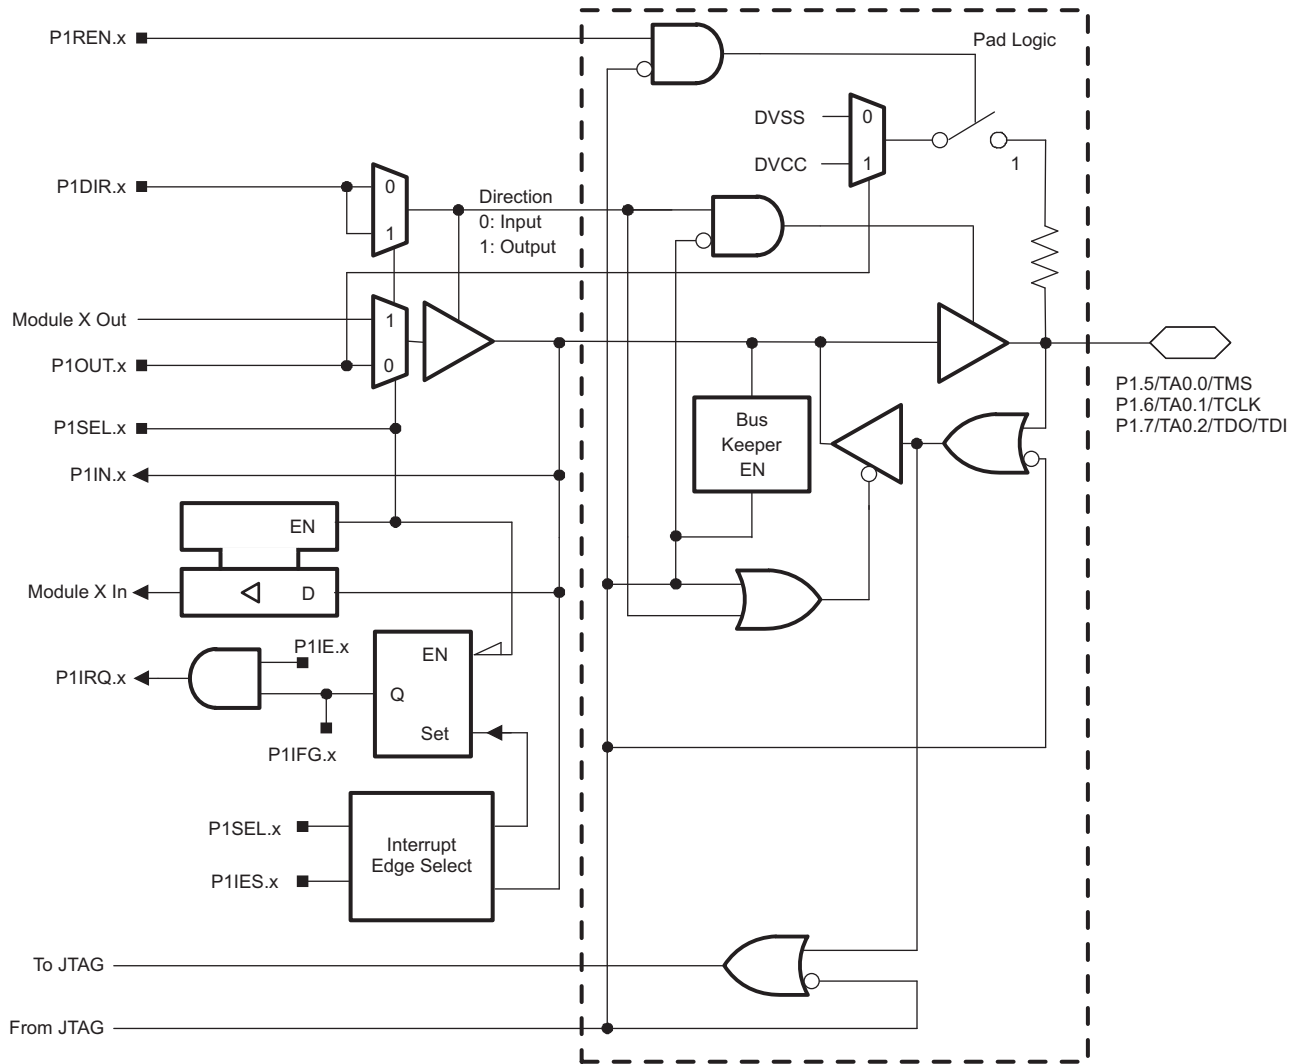 P1REN.x
Pad Logic
DVSS
0
DVCC
1
1
P1DIR.x
0
1
Direction
0: Input
1: Output
Module X Out
1
P1OUT.x
0
P1.5/TA0.0/TMS
P1.6/TA0.1/TCLK
P1.7/TA0.2/TDO/TDI
P1SEL.x
Bus
Keeper
EN
P1IN.x
EN
Module X In
D
P1IE.x
EN
P1IRQ.x
Q
Set
P1IFG.x
P1SEL.x
Interrupt
Edge Select
P1IES.x
To JTAG
From JTAG